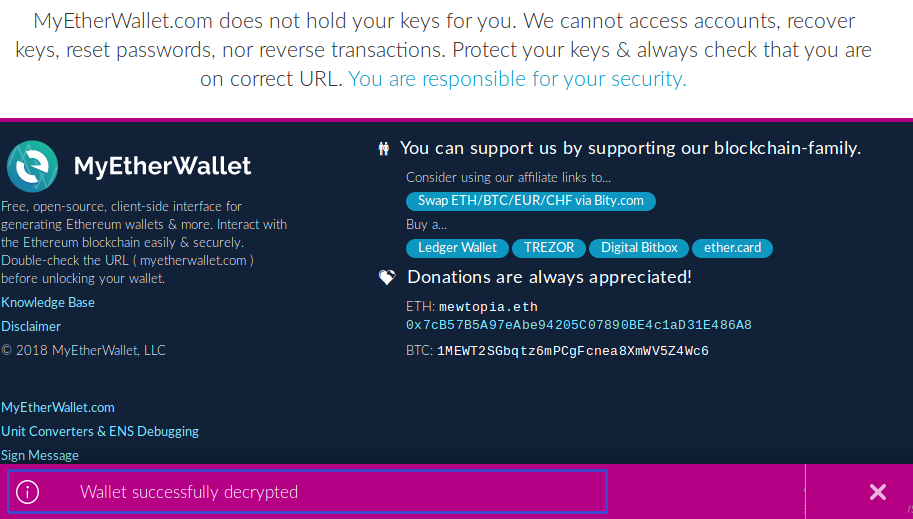 MyEtherWallet.com does not hold your keys for you. We cannot access accounts, recover
keys, reset passwords, nor reverse transactions. Protect your keys & always check that you are
on correct URL. You are responsible for your security.
MyEtherWallet
Free, open-source, client-side interface for
generating Ethereum wallets & more. Interact with
the Ethereum blockchain easily & securely.
Double-check the URL ( myetherwallet.com )
before unlocking your wallet.
Knowledge Base
Disclaimer
© 2018 MyEtherWallet, LLC
MyEtherWallet.com
Unit Converters & ENS Debugging
Sign Message
You can support us by supporting our blockchain-family.
Consider using our affiliate links to...
Swap ETH/BTC/EUR/CHF via Bity.com
Buy a...
Ledger Wallet TREZOR Digital Bitbox ether.card
Donations are always appreciated!
ETH: mewtopia.eth
0x7cB57B5A97eAbe94205C07890BE4c1aD31E486A8
BTC: 1MEWT2SGbqtz6mPCgFcnea8XmWV5Z4Wc6
Wallet successfully decrypted